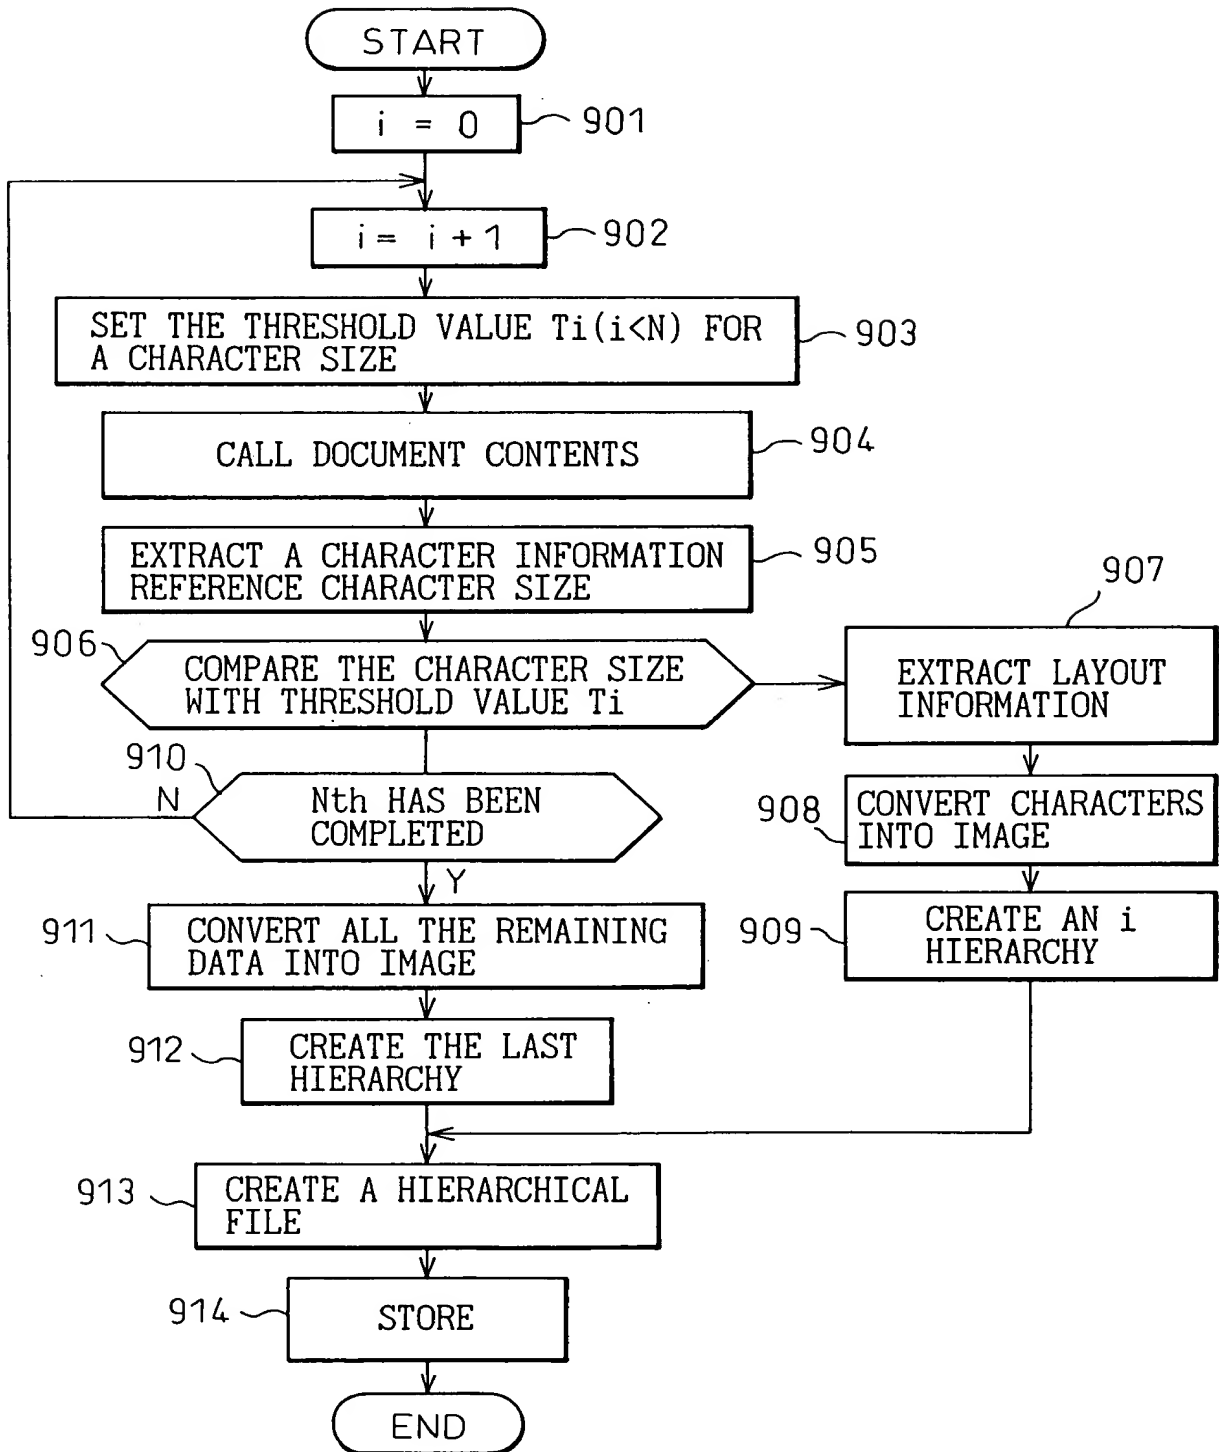 START
i = 0
901
i = i + 1
902
SET THE THRESHOLD VALUE Ti(i<N) FOR
A CHARACTER SIZE
903
CALL DOCUMENT CONTENTS
904
EXTRACT A CHARACTER INFORMATION
REFERENCE CHARACTER SIZE
905
906
COMPARE THE CHARACTER SIZE
WITH THRESHOLD VALUE Ti
907
EXTRACT LAYOUT
INFORMATION
910
N
Nth HAS BEEN
COMPLETED
Y
908
CONVERT CHARACTERS
INTO IMAGE
911
CONVERT ALL THE REMAINING
DATA INTO IMAGE
909
CREATE AN i
HIERARCHY
912
CREATE THE LAST
HIERARCHY
913
CREATE A HIERARCHICAL
FILE
914
STORE
END